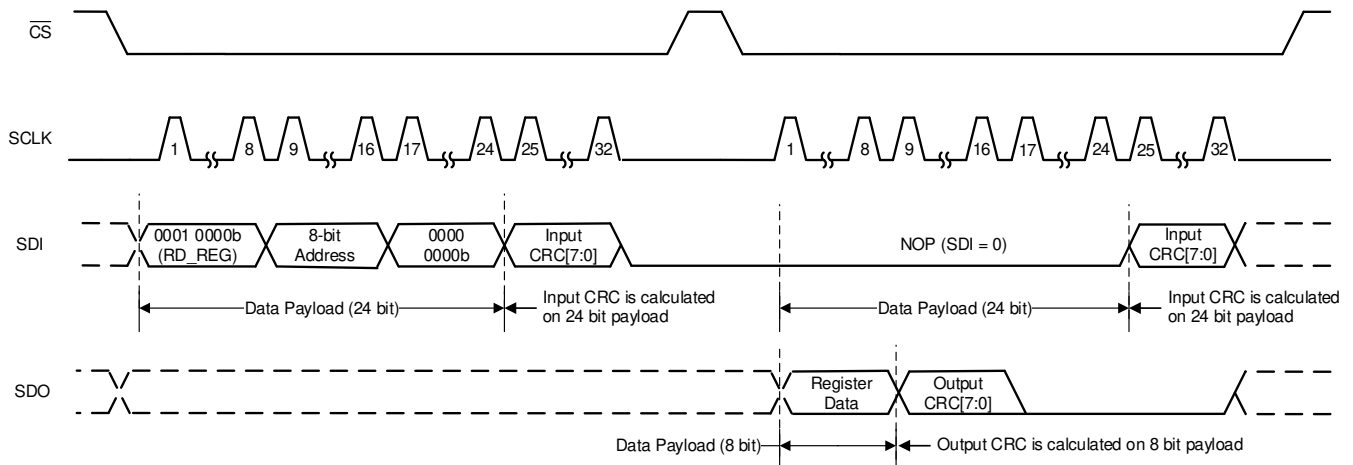 CS
SCLK
1 8 9 16 17 24 25 32 1 8 9 16 17 24 25 32
SDI
0001 0000b
(RD_REG)
8-bit
Address
0000
0000b
Input
CRC[7:0]
NOP (SDI = 0)
Input
CRC[7:0]
Data Payload (24 bit)
Input CRC is calculated
on 24 bit payload
Data Payload (24 bit)
Input CRC is calculated
on 24 bit payload
SDO
Register
Data
Output
CRC[7:0]
Data Payload (8 bit)
Output CRC is calculated on 8 bit payload